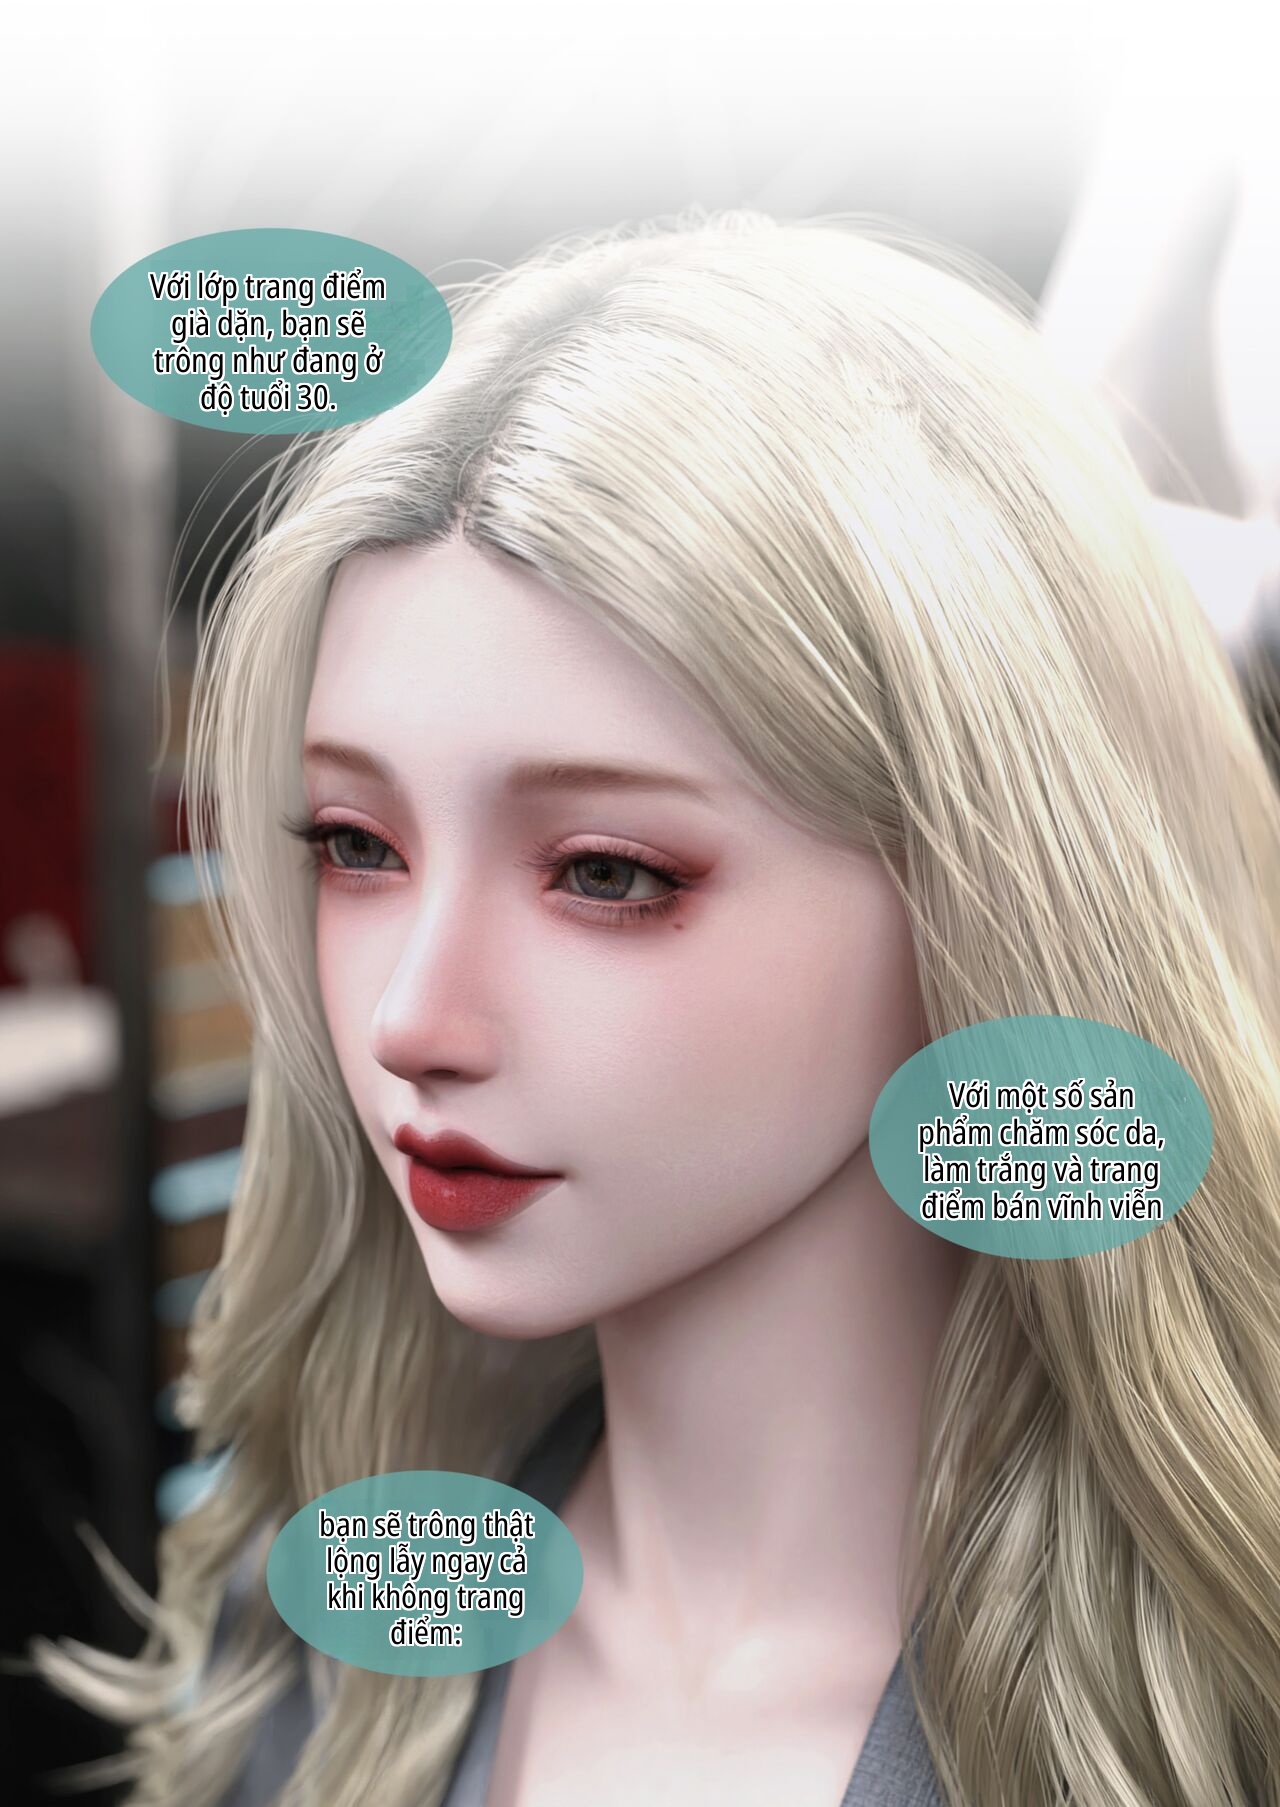 Với lớp trang điểm
già dặn, bạn sẽ
trông như đang ở
độ tuổi 30.
Với một số sản
phẩm chăm sóc da,
làm trắng và trang
điểm bán vĩnh viễn
bạn sẽ trông thật
lộng lẫy ngay cả
khi không trang
điểm: